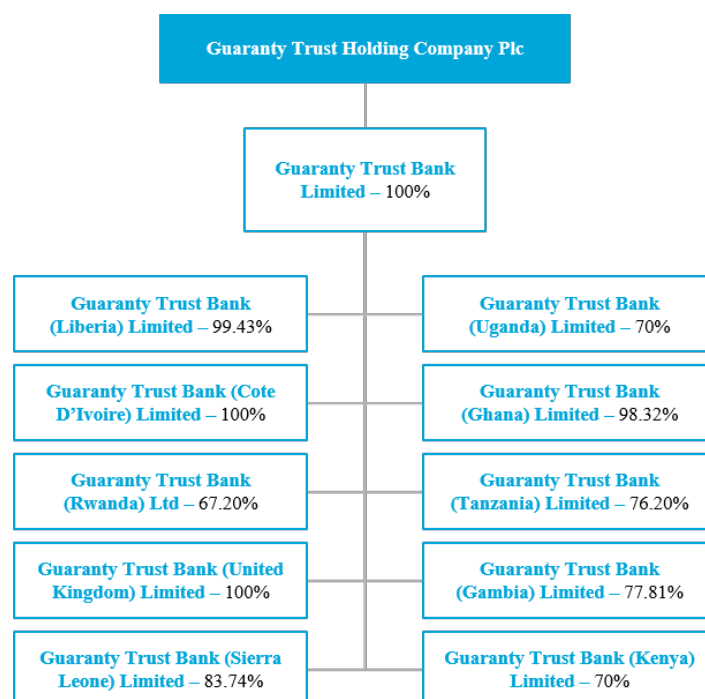 Guaranty Trust Holding Company Plc
Guaranty Trust Bank
Limited – 100%
Guaranty Trust Bank
(Liberia) Limited – 99.43%
Guaranty Trust Bank
(Uganda) Limited – 70%
Guaranty Trust Bank (Cote
D’Ivoire) Limited – 100%
Guaranty Trust Bank
(Ghana) Limited – 98.32%
Guaranty Trust Bank
(Rwanda) Ltd – 67.20%
Guaranty Trust Bank
(Tanzania) Limited – 76.20%
Guaranty Trust Bank (United
Kingdom) Limited – 100%
Guaranty Trust Bank
(Gambia) Limited – 77.81%
Guaranty Trust Bank (Sierra
Leone) Limited – 83.74%
Guaranty Trust Bank (Kenya)
Limited – 70%